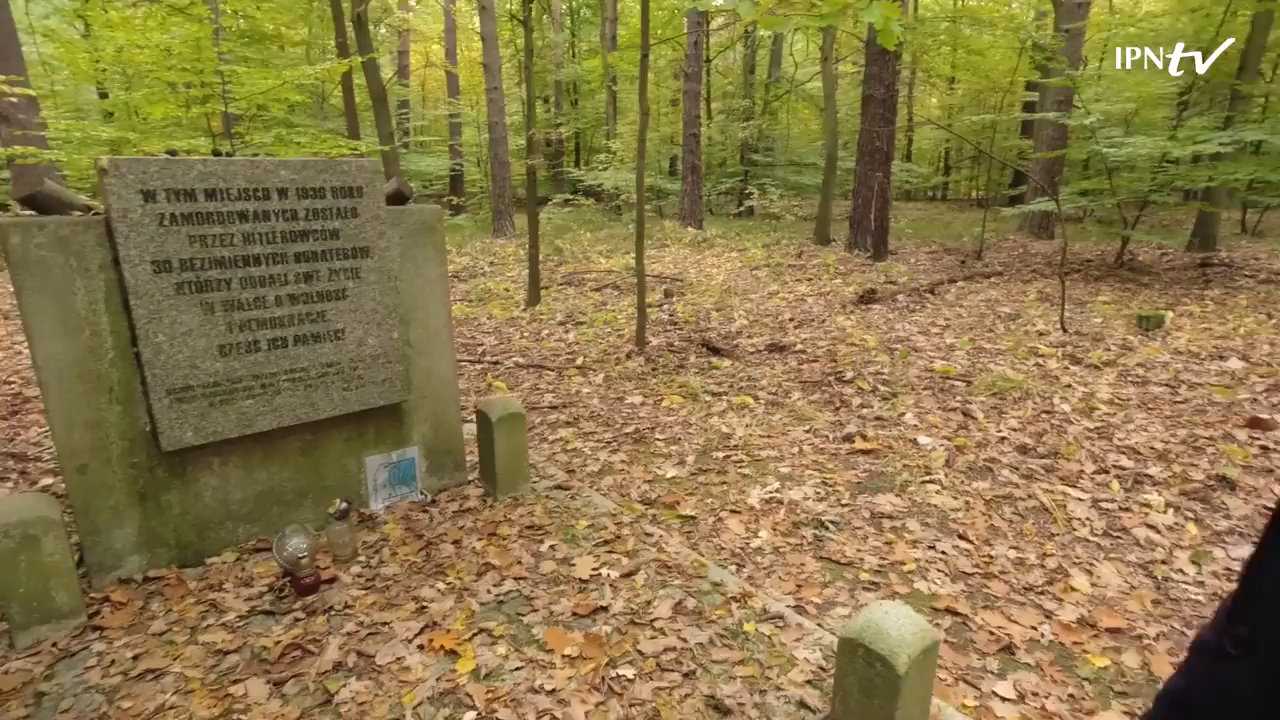 IPNtv
W TYM MIEJSCU W 1939 ROKU
ZAMORDOWANYCH ZOSTAŁO
PRZEZ HITLEROWCÓW
30 BEZIMIENNYCH BOHATERÓW,
KTÓRZY ODDALI SWE ŻYCIE
W WALCE O WOLNOŚĆ
I DEMOKRACJĘ
CZEŚĆ ICH PAMIĘCI